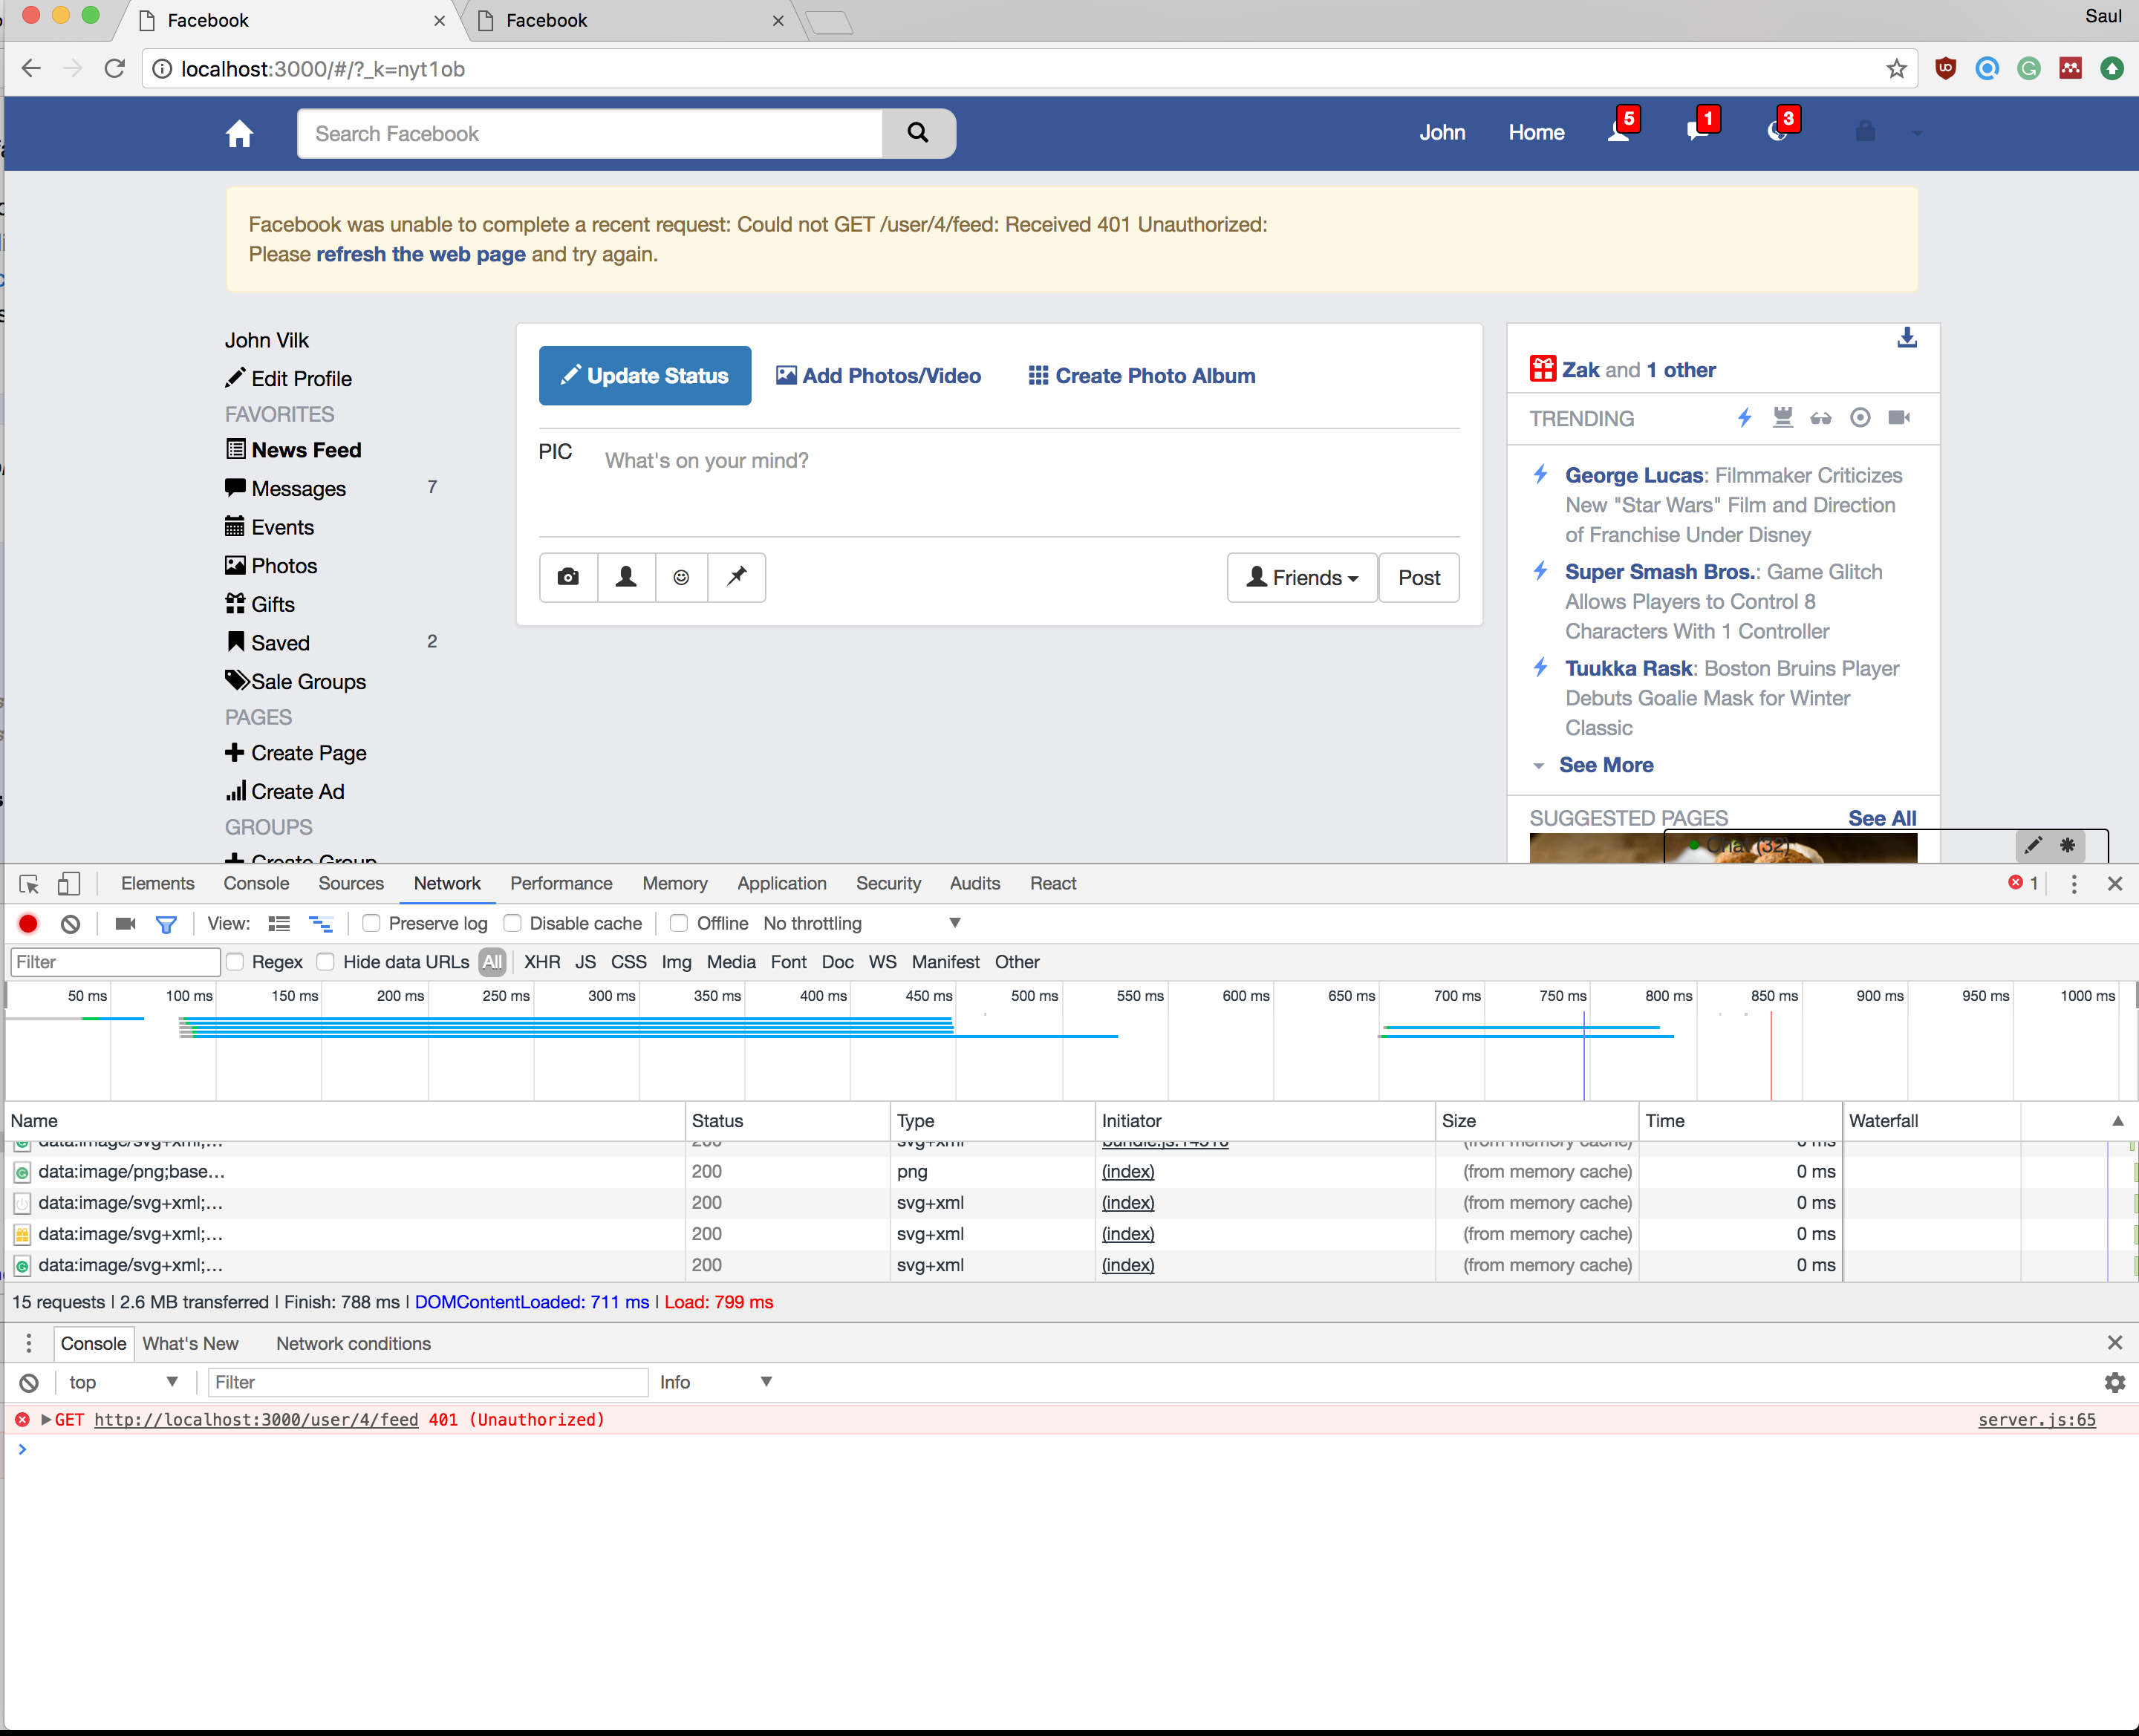 Facebook
Facebook
Saul
localhost:3000/#/?_k=nyt1ob
Search Facebook
John
Home
5
1
3
Facebook was unable to complete a recent request: Could not GET /user/4/feed: Received 401 Unauthorized:
Please refresh the web page and try again.
John Vilk
Edit Profile
FAVORITES
News Feed
Messages 7
Events
Photos
Gifts
Saved 2
Sale Groups
PAGES
Create Page
Create Ad
GROUPS
Create Group
Update Status
Add Photos/Video
Create Photo Album
PIC
What's on your mind?
Friends
Post
Zak and 1 other
TRENDING
George Lucas: Filmmaker Criticizes
New "Star Wars" Film and Direction
of Franchise Under Disney
Super Smash Bros.: Game Glitch
Allows Players to Control 8
Characters With 1 Controller
Tuukka Rask: Boston Bruins Player
Debuts Goalie Mask for Winter
Classic
See More
SUGGESTED PAGES See All
Chat (32)
Elements Console Sources Network Performance Memory Application Security Audits React 1
View: Preserve log Disable cache Offline No throttling
Filter Regex Hide data URLs All XHR JS CSS Img Media Font Doc WS Manifest Other
50 ms 100 ms 150 ms 200 ms 250 ms 300 ms 350 ms 400 ms 450 ms 500 ms 550 ms 600 ms 650 ms 700 ms 750 ms 800 ms 850 ms 900 ms 950 ms 1000 ms
Name Status Type Initiator Size Time Waterfall
data:image/svg+xml;... 200 svg+xml (from memory cache) 0 ms
data:image/png;base... 200 png (index) (from memory cache) 0 ms
data:image/svg+xml;... 200 svg+xml (index) (from memory cache) 0 ms
data:image/svg+xml;... 200 svg+xml (index) (from memory cache) 0 ms
data:image/svg+xml;... 200 svg+xml (index) (from memory cache) 0 ms
15 requests | 2.6 MB transferred | Finish: 788 ms | DOMContentLoaded: 711 ms | Load: 799 ms
Console What's New Network conditions
top Filter Info
GET http://localhost:3000/user/4/feed 401 (Unauthorized) server.js:65